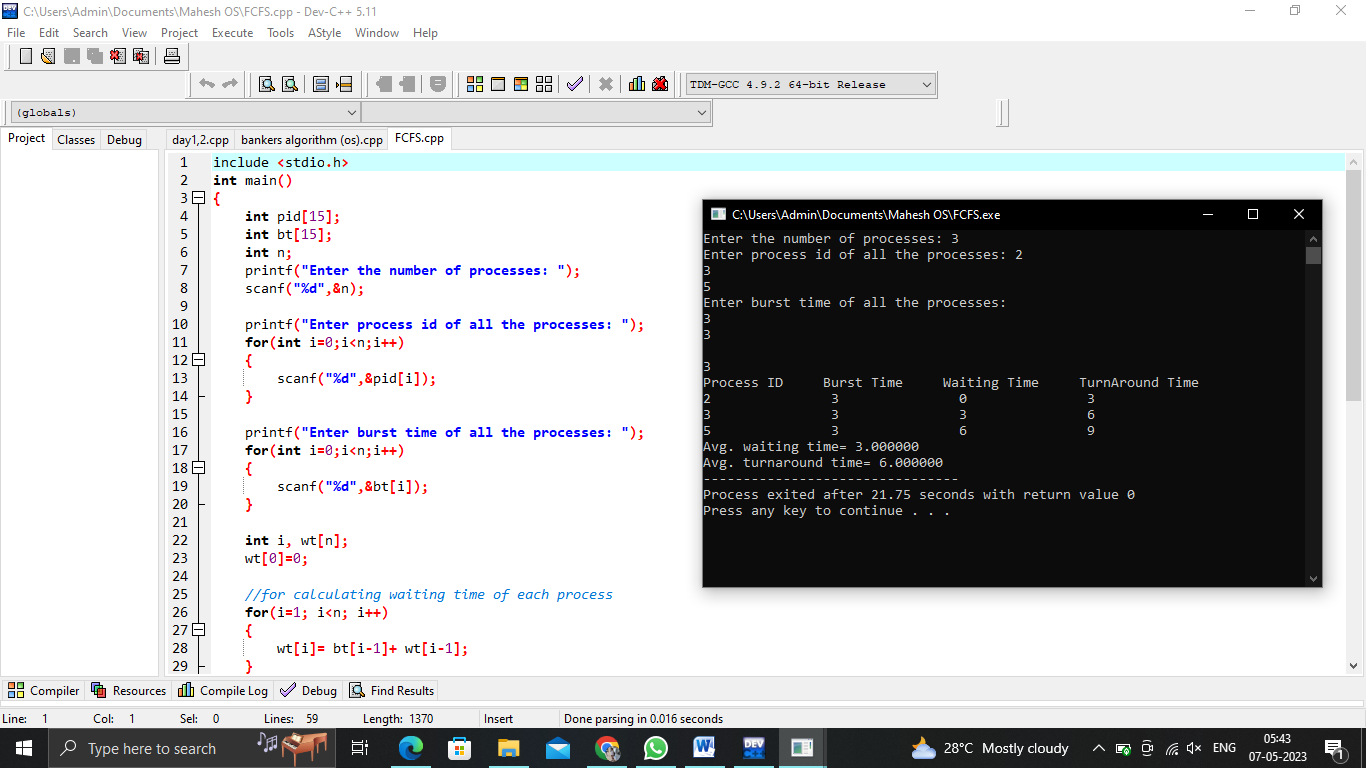 C:\Users\Admin\Documents\Mahesh OS\FCFS.cpp - Dev-C++ 5.11
File Edit Search View Project Execute Tools AStyle Window Help
TDM-GCC 4.9.2 64-bit Release
(globals)
Project Classes Debug
day1,2.cpp bankers algorithm (os).cpp FCFS.cpp
1 include <stdio.h>
2 int main()
3 {
4 int pid[15];
5 int bt[15];
6 int n;
7 printf("Enter the number of processes: ");
8 scanf("%d",&n);
9
10 printf("Enter process id of all the processes: ");
11 for(int i=0;i<n;i++)
12 {
13 scanf("%d",&pid[i]);
14 }
15
16 printf("Enter burst time of all the processes: ");
17 for(int i=0;i<n;i++)
18 {
19 scanf("%d",&bt[i]);
20 }
21
22 int i, wt[n];
23 wt[0]=0;
24
25 //for calculating waiting time of each process
26 for(i=1; i<n; i++)
27 {
28 wt[i]= bt[i-1]+ wt[i-1];
29 }
C:\Users\Admin\Documents\Mahesh OS\FCFS.exe
Enter the number of processes: 3
Enter process id of all the processes: 2
3
5
Enter burst time of all the processes:
3
3
3
Process ID Burst Time Waiting Time TurnAround Time
2 3 0 3
3 3 3 6
5 3 6 9
Avg. waiting time= 3.000000
Avg. turnaround time= 6.000000
--------------------------------
Process exited after 21.75 seconds with return value 0
Press any key to continue . . .
Compiler Resources Compile Log Debug Find Results
Line: 1 Col: 1 Sel: 0 Lines: 59 Length: 1370 Insert Done parsing in 0.016 seconds
Type here to search
DEV
28°C Mostly cloudy
ENG
05:43
07-05-2023
1